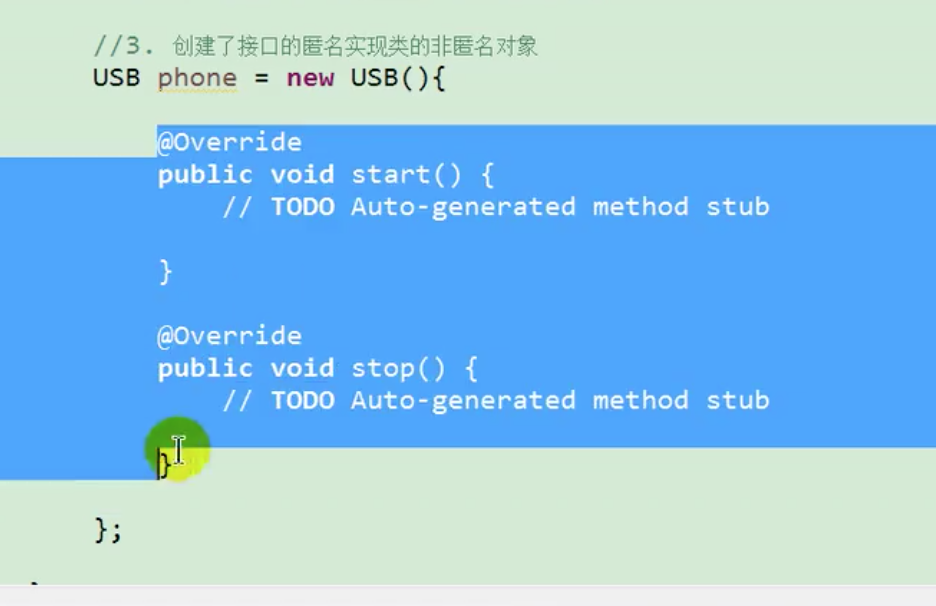 //3. 创建了接口的匿名实现类的非匿名对象
USB phone = new USB(){
@Override
public void start() {
// TODO Auto-generated method stub
}
@Override
public void stop() {
// TODO Auto-generated method stub
}
};